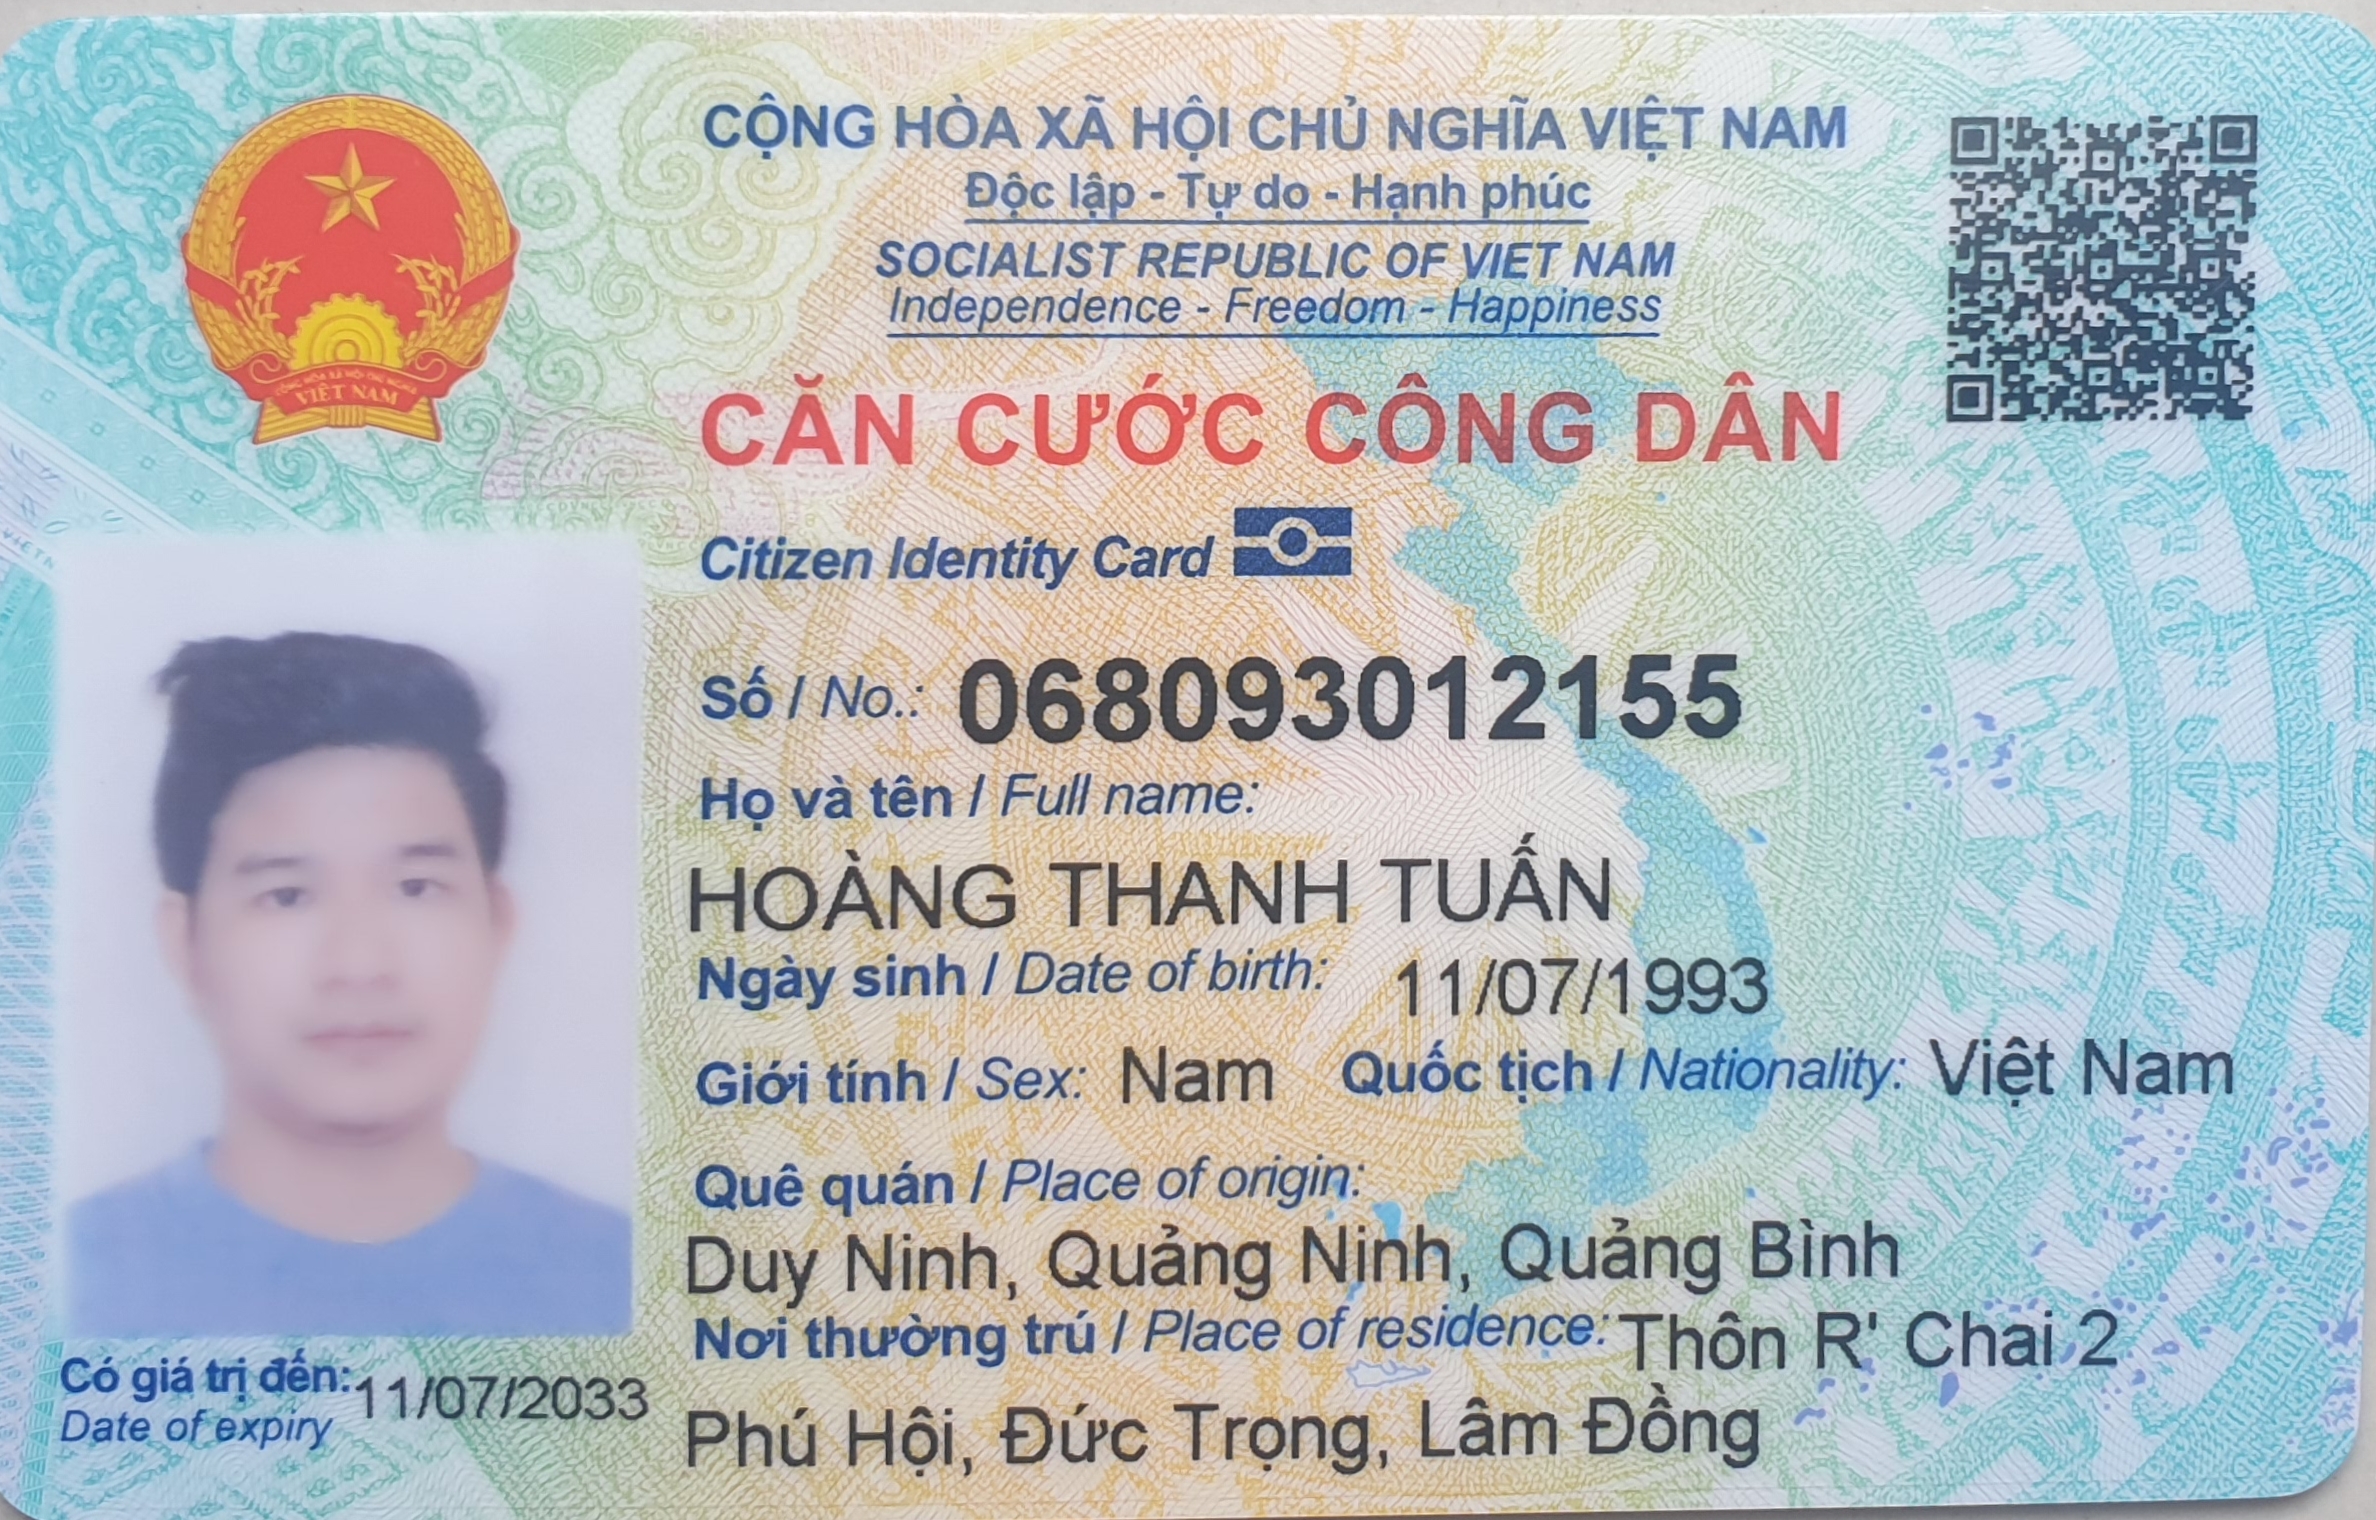 CỘNG HÒA XÃ HỘI CHỦ NGHĨA VIỆT NAM
Độc lập - Tự do - Hạnh phúc
SOCIALIST REPUBLIC OF VIET NAM
Independence - Freedom - Happiness
CỘNG HÒA XÃ HỘI CHỦ NGHĨA
VIỆT NAM
CĂN CƯỚC CÔNG DÂN
Citizen Identity Card
Số / No.: 068093012155
Họ và tên / Full name:
HOÀNG THANH TUẤN
Ngày sinh / Date of birth: 11/07/1993
Giới tính / Sex: Nam Quốc tịch / Nationality: Việt Nam
Quê quán / Place of origin:
Duy Ninh, Quảng Ninh, Quảng Bình
Nơi thường trú / Place of residence: Thôn R' Chai 2
Phú Hội, Đức Trọng, Lâm Đồng
Có giá trị đến: 11/07/2033
Date of expiry